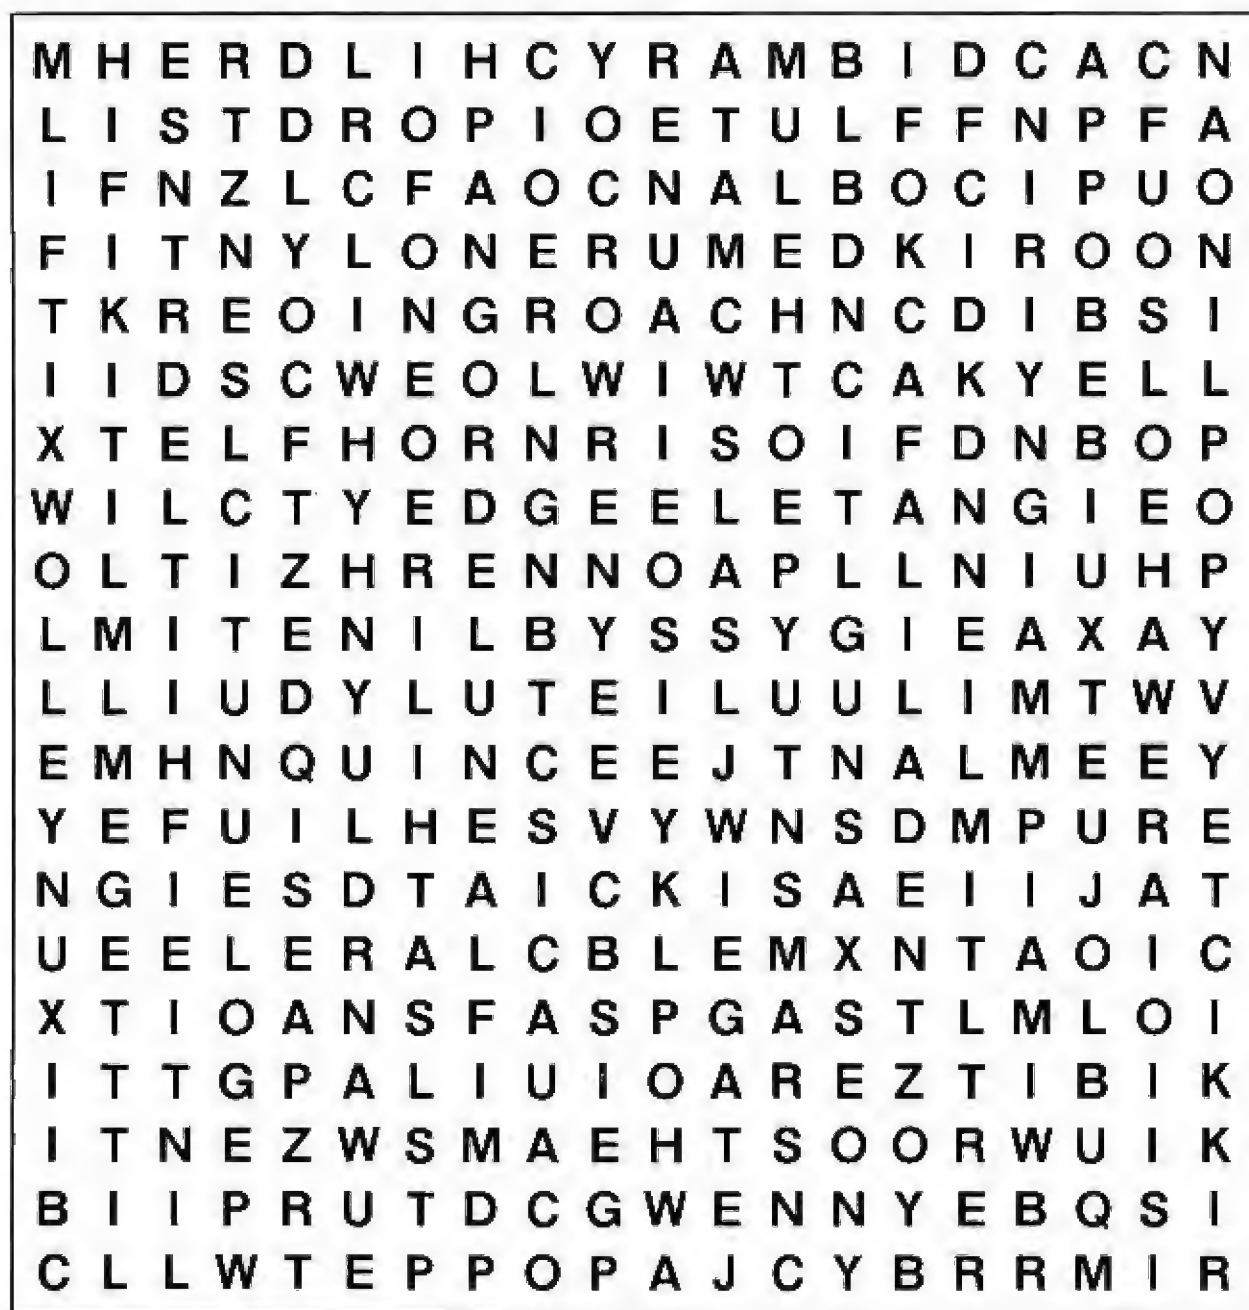 M H E R D L I H C Y R A M B I D C A C N
L I S T D R O P I O E T U L F F N P F A
I F N Z L C F A O C N A L B O C I P U O
F I T N Y L O N E R U M E D K I R O O N
T K R E O I N G R O A C H N C D I B S I
I I D S C W E O L W I W T C A K Y E L L
X T E L F H O R N R I S O I F D N B O P
W I L C T Y E D G E E L E T A N G I E O
O L T I Z H R E N N O A P L L N I U H P
L M I T E N I L B Y S S Y G I E A X A Y
L L I U D Y L U T E I L U U L I M T W V
E M H N Q U I N C E E J T N A L M E E Y
Y E F U I L H E S V Y W N S D M P U R E
N G I E S D T A I C K I S A E I I J A T
U E E L E R A L C B L E M X N T A O I C
X T I O A N S F A S P G A S T L M L O I
I T T G P A L I U I O A R E Z T I B I K
I T N E Z W S M A E H T S O O R W U I K
B I I P R U T D C G W E N N Y E B Q S I
C L L W T E P P O P A J C Y B R R M I R